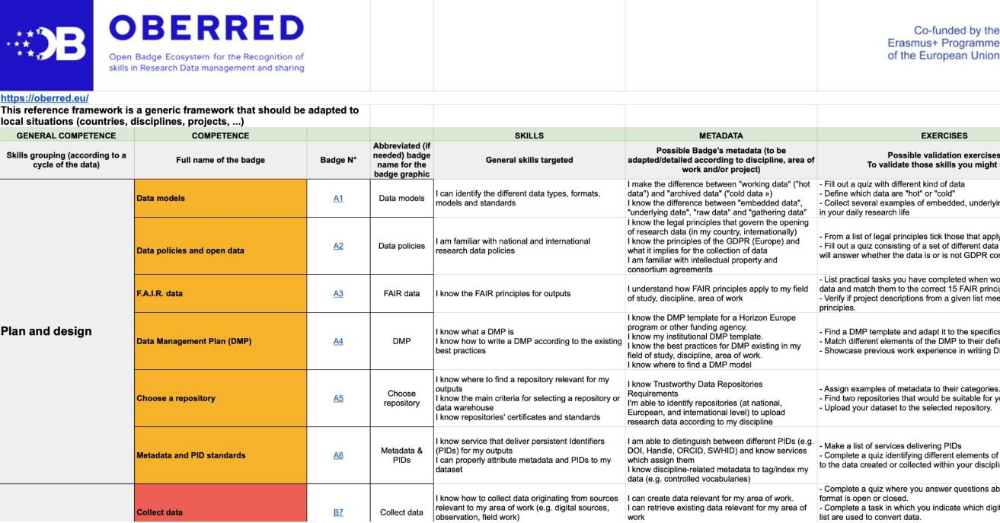 OB
OBERRED
Open Badge Ecosystem for the Recognition of
skills in Research Data management and sharing
Co-funded by the
Erasmus+ Programme
of the European Union
https://oberred.eu/
This reference framework is a generic framework that should be adapted to
local situations (countries, disciplines, projects, ...)
GENERAL COMPETENCE
COMPETENCE
SKILLS
METADATA
EXERCISES
Skills grouping (according to a
cycle of the data)
Full name of the badge
Badge N°
Abbreviated (if
needed) badge
name for the
badge graphic
General skills targeted
Possible Badge's metadata (to be
adapted/detailed according to discipline, area of
work and/or project)
Possible validation exercises
To validate those skills you might
Plan and design
Data models
A1
Data models
I can identify the different data types, formats,
models and standards
I make the difference between "working data" ("hot
data") and "archived data" ("cold data »)
I know the difference between "embedded data",
"underlying date", "raw data" and "gathering data"
- Fill out a quiz with different kind of data
- Define which data are "hot" or "cold"
- Collect several examples of embedded, underlyin
in your daily research life
Data policies and open data
A2
Data policies
I am familiar with national and international
research data policies
I know the legal principles that govern the opening
of research data (in my country, internationally)
I know the principles of the GDPR (Europe) and
what it implies for the collection of data
I am familiar with intellectual property and
consortium agreements
- From a list of legal principles tick those that apply
- Fill out a quiz consisting of a set of different data
will answer whether the data is or is not GDPR co
F.A.I.R. data
A3
FAIR data
I know the FAIR principles for outputs
I understand how FAIR principles apply to my field
of study, discipline, area of work
- List practical tasks you have completed when wo
data and match them to the correct 15 FAIR princi
- Verify if project descriptions from a given list mee
principles.
Data Management Plan (DMP)
A4
DMP
I know what a DMP is
I know how to write a DMP according to the existing
best practices
I know the DMP template for a Horizon Europe
program or other funding agency.
I know my institutional DMP template.
I know the best practices for DMP existing in my
field of study, discipline, area of work.
I know where to find a DMP model
- Find a DMP template and adapt it to the specifics
- Match different elements of the DMP to their defi
- Showcase previous work experience in writing D
Choose a repository
A5
Choose
repository
I know where to find a repository relevant for my
outputs
I know the main criteria for selecting a repository or
data warehouse
I know repositories' certificates and standards
I know Trustworthy Data Repositories
Requirements
I'm able to identify repositories (at national,
European, and international level) to upload
research data according to my discipline
- Assign examples of metadata to their categories.
- Find two repositories that would be suitable for y
- Upload your dataset to the selected repository.
Metadata and PID standards
A6
Metadata &
PIDs
I know service that deliver persistent Identifiers
(PIDs) for my outputs
I can properly attribute metadata and PIDs to my
dataset
I am able to distinguish between different PIDs (e.g.
DOI, Handle, ORCID, SWHID) and know services
which assign them
I know discipline-related metadata to tag/index my
data (e.g. controlled vocabularies)
- Make a list of services delivering PIDs
- Complete a quiz identifying different elements of
to the data created or collected within your discipli
Collect data
B7
Collect data
I know how to collect data originating from sources
relevant to my area of work (e.g. digital sources,
observation, field work)
I can create data relevant for my area of work.
I can retrieve existing data relevant for my area of
work
- Complete a quiz where you answer questions ab
format is open or closed.
- Complete a task in which you indicate which digi
list are used to convert data.